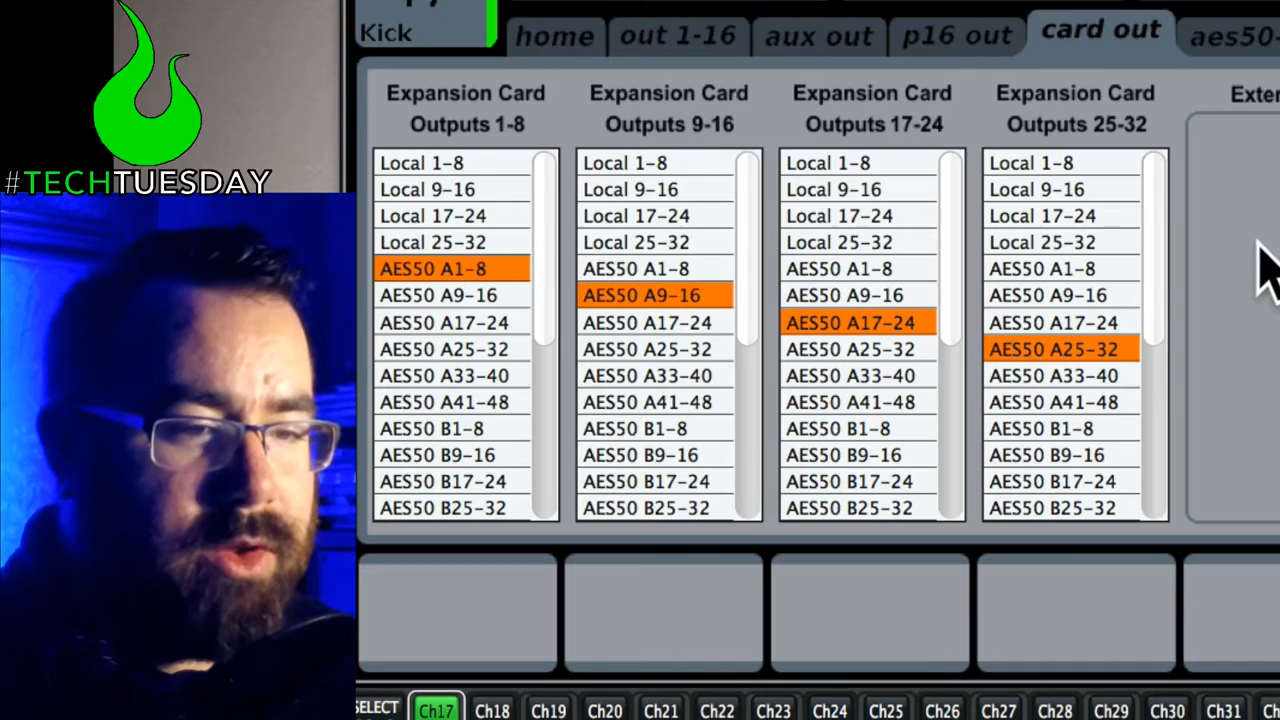 #TECHTUESDAY
Kick
home
out 1-16
aux out
p16 out
card out
aes50-
Expansion Card
Outputs 1-8
Local 1-8
Local 9-16
Local 17-24
Local 25-32
AES50 A1-8
AES50 A9-16
AES50 A17-24
AES50 A25-32
AES50 A33-40
AES50 A41-48
AES50 B1-8
AES50 B9-16
AES50 B17-24
AES50 B25-32
Expansion Card
Outputs 9-16
Local 1-8
Local 9-16
Local 17-24
Local 25-32
AES50 A1-8
AES50 A9-16
AES50 A17-24
AES50 A25-32
AES50 A33-40
AES50 A41-48
AES50 B1-8
AES50 B9-16
AES50 B17-24
AES50 B25-32
Expansion Card
Outputs 17-24
Local 1-8
Local 9-16
Local 17-24
Local 25-32
AES50 A1-8
AES50 A9-16
AES50 A17-24
AES50 A25-32
AES50 A33-40
AES50 A41-48
AES50 B1-8
AES50 B9-16
AES50 B17-24
AES50 B25-32
Expansion Card
Outputs 25-32
Local 1-8
Local 9-16
Local 17-24
Local 25-32
AES50 A1-8
AES50 A9-16
AES50 A17-24
AES50 A25-32
AES50 A33-40
AES50 A41-48
AES50 B1-8
AES50 B9-16
AES50 B17-24
AES50 B25-32
Exter
SELECT
Ch17
Ch18
Ch19
Ch20
Ch21
Ch22
Ch23
Ch24
Ch25
Ch26
Ch27
Ch28
Ch29
Ch30
Ch31